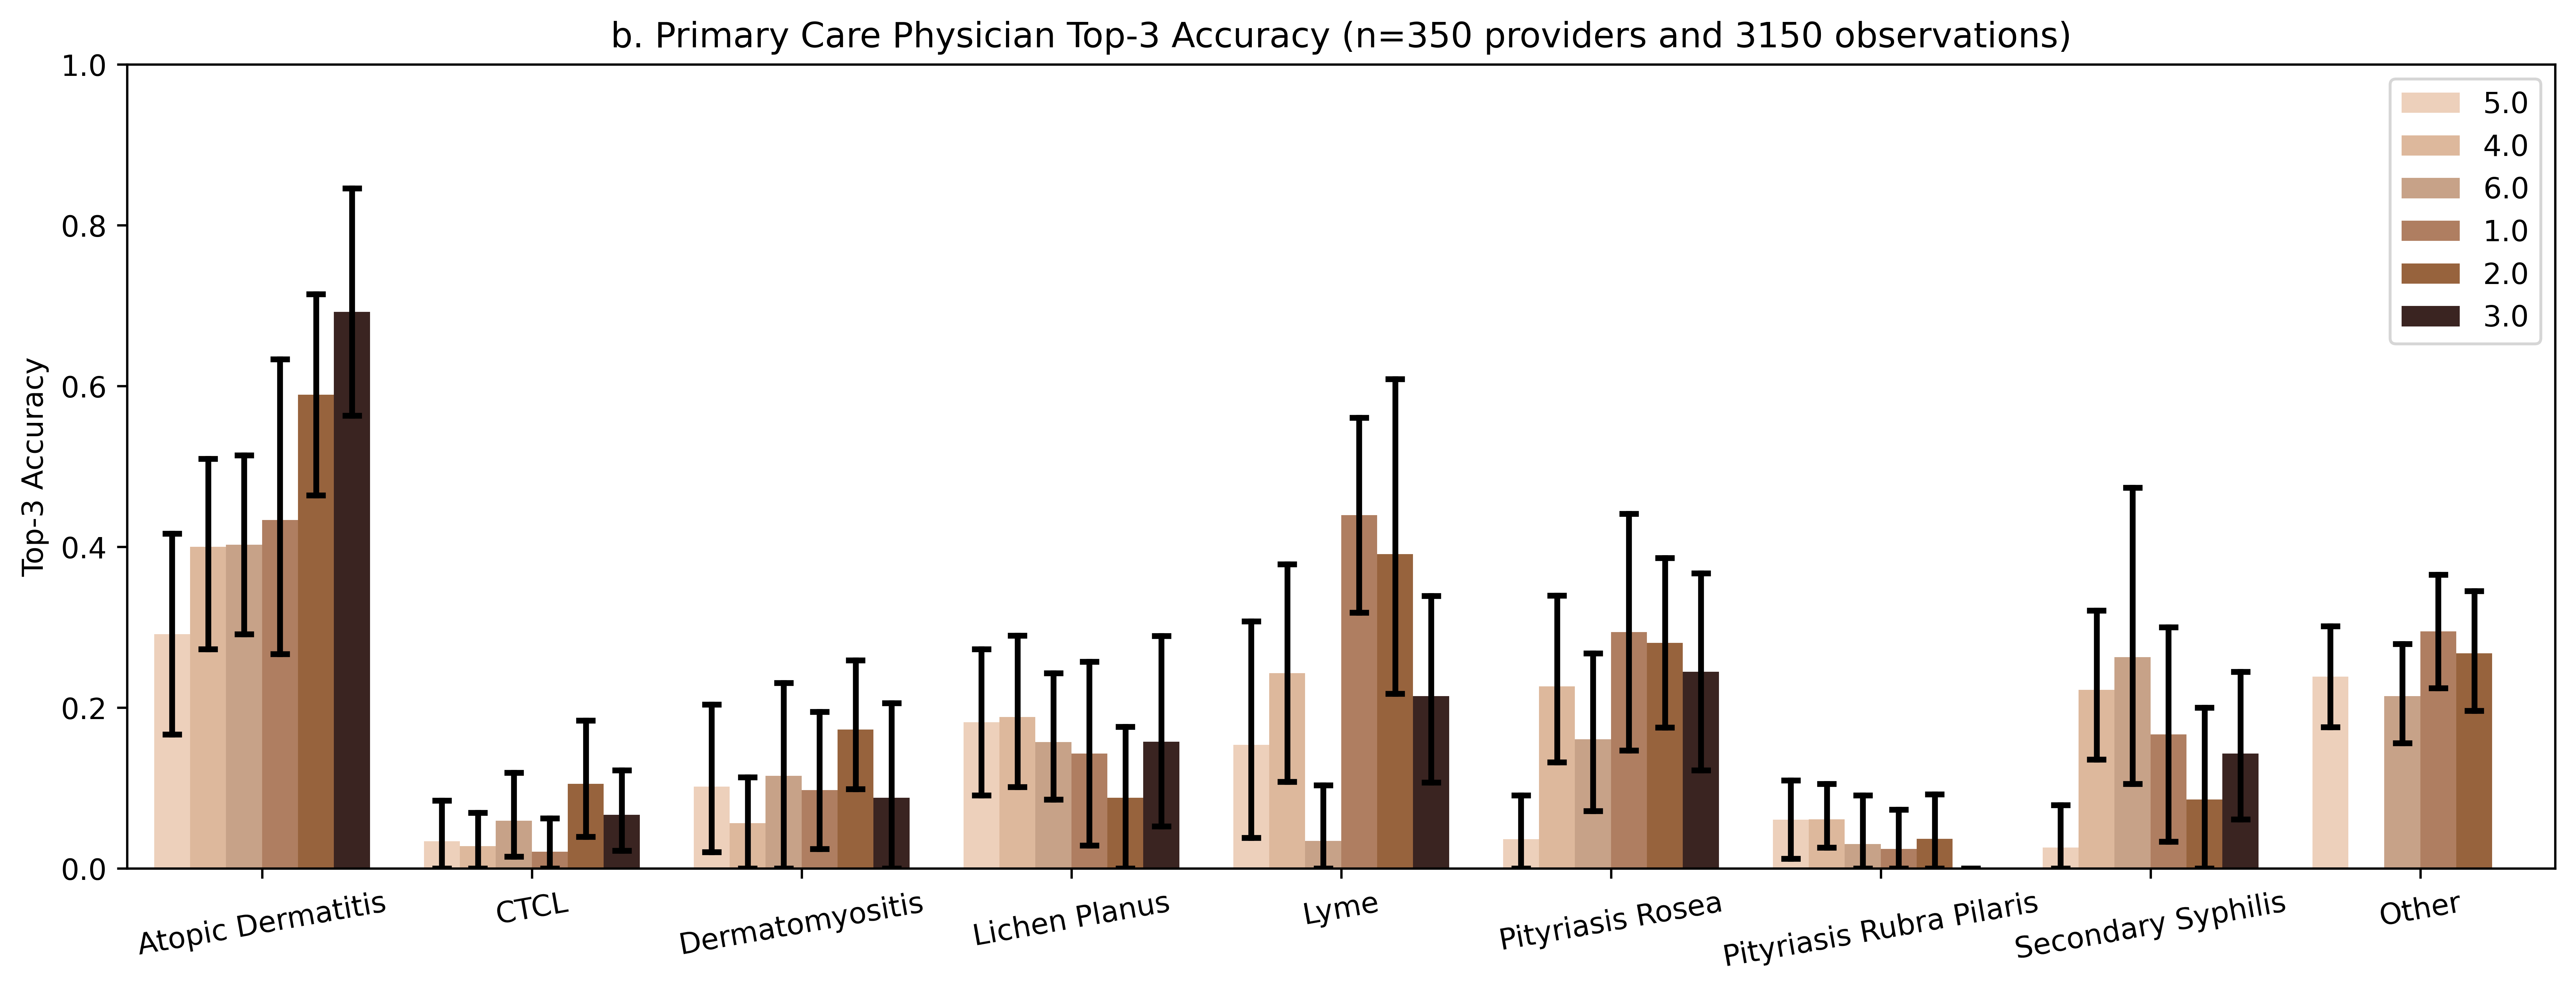 b. Primary Care Physician Top-3 Accuracy (n=350 providers and 3150 observations)
Top-3 Accuracy
1.0
0.8
0.6
0.4
0.2
0.0
5.0
4.0
6.0
1.0
2.0
3.0
Atopic Dermatitis
CTCL
Dermatomyositis
Lichen Planus
Lyme
Pityriasis Rosea
Pityriasis Rubra Pilaris
Secondary Syphilis
Other